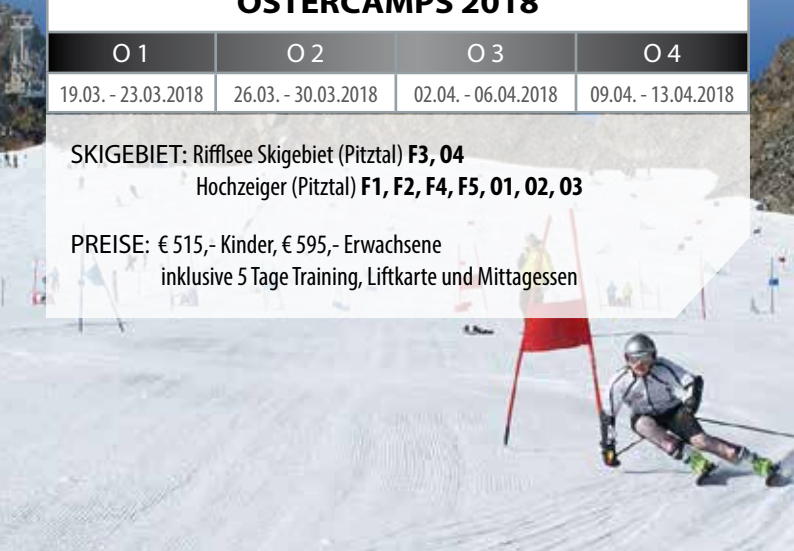 OSTERCAMPS 2018
O 1 O 2 O 3 O 4
19.03. - 23.03.2018 26.03. - 30.03.2018 02.04. - 06.04.2018 09.04. - 13.04.2018
SKIGEBIET: Rifflsee Skigebiet (Pitztal) F3, O4
Hochzeiger (Pitztal) F1, F2, F4, F5, O1, O2, O3
PREISE: € 515,- Kinder, € 595,- Erwachsene
inklusive 5 Tage Training, Liftkarte und Mittagessen